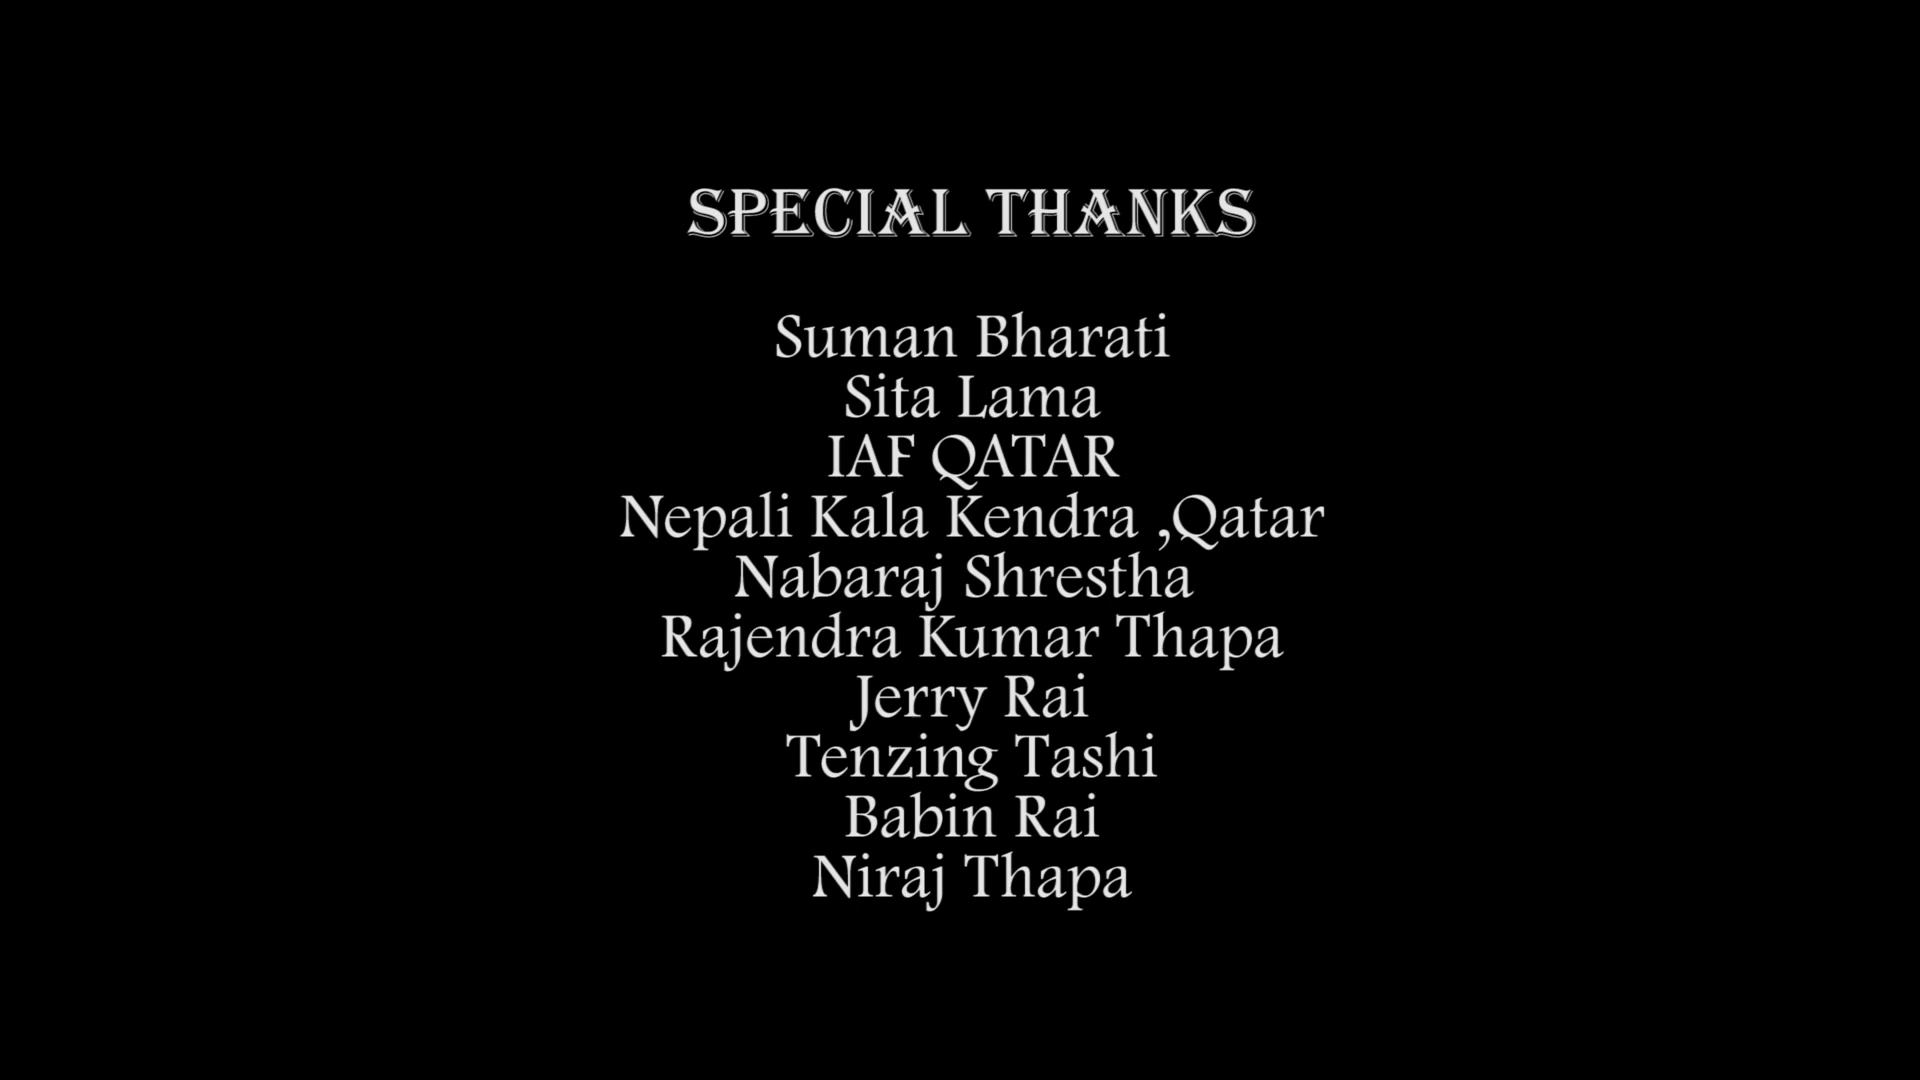 SPECIAL THANKS
Suman Bharati
Sita Lama
IAF QATAR
Nepali Kala Kendra ,Qatar
Nabaraj Shrestha
Rajendra Kumar Thapa
Jerry Rai
Tenzing Tashi
Babin Rai
Niraj Thapa